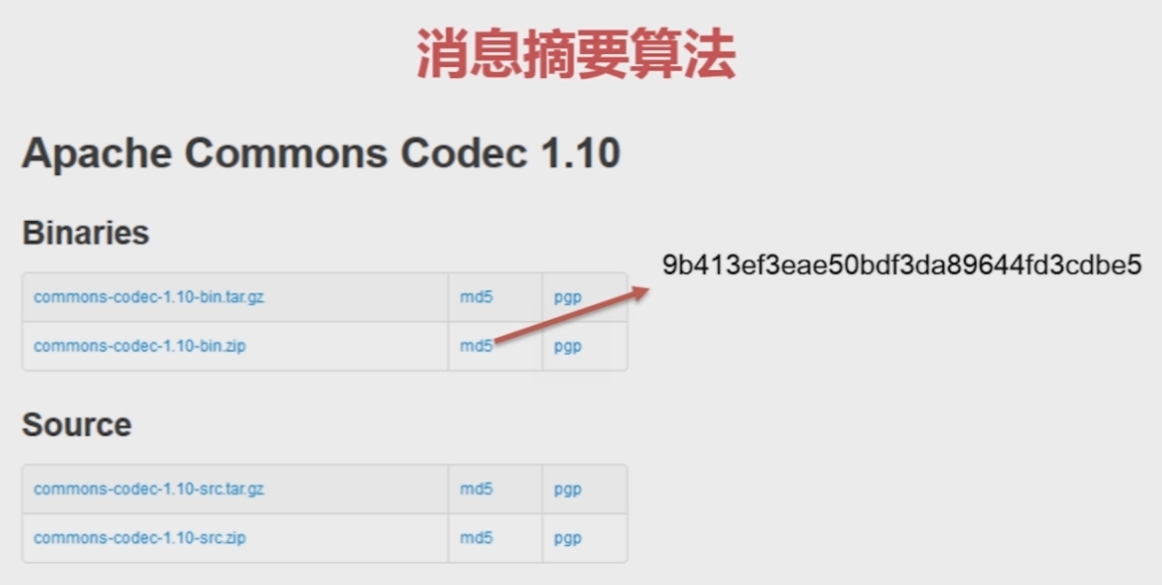 消息摘要算法
Apache Commons Codec 1.10
Binaries
9b413ef3eae50bdf3da89644fd3cdbe5
commons-codec-1.10-bin.tar.gz md5 pgp
commons-codec-1.10-bin.zip md5 pgp
Source
commons-codec-1.10-src.tar.gz md5 pgp
commons-codec-1.10-src.zip md5 pgp